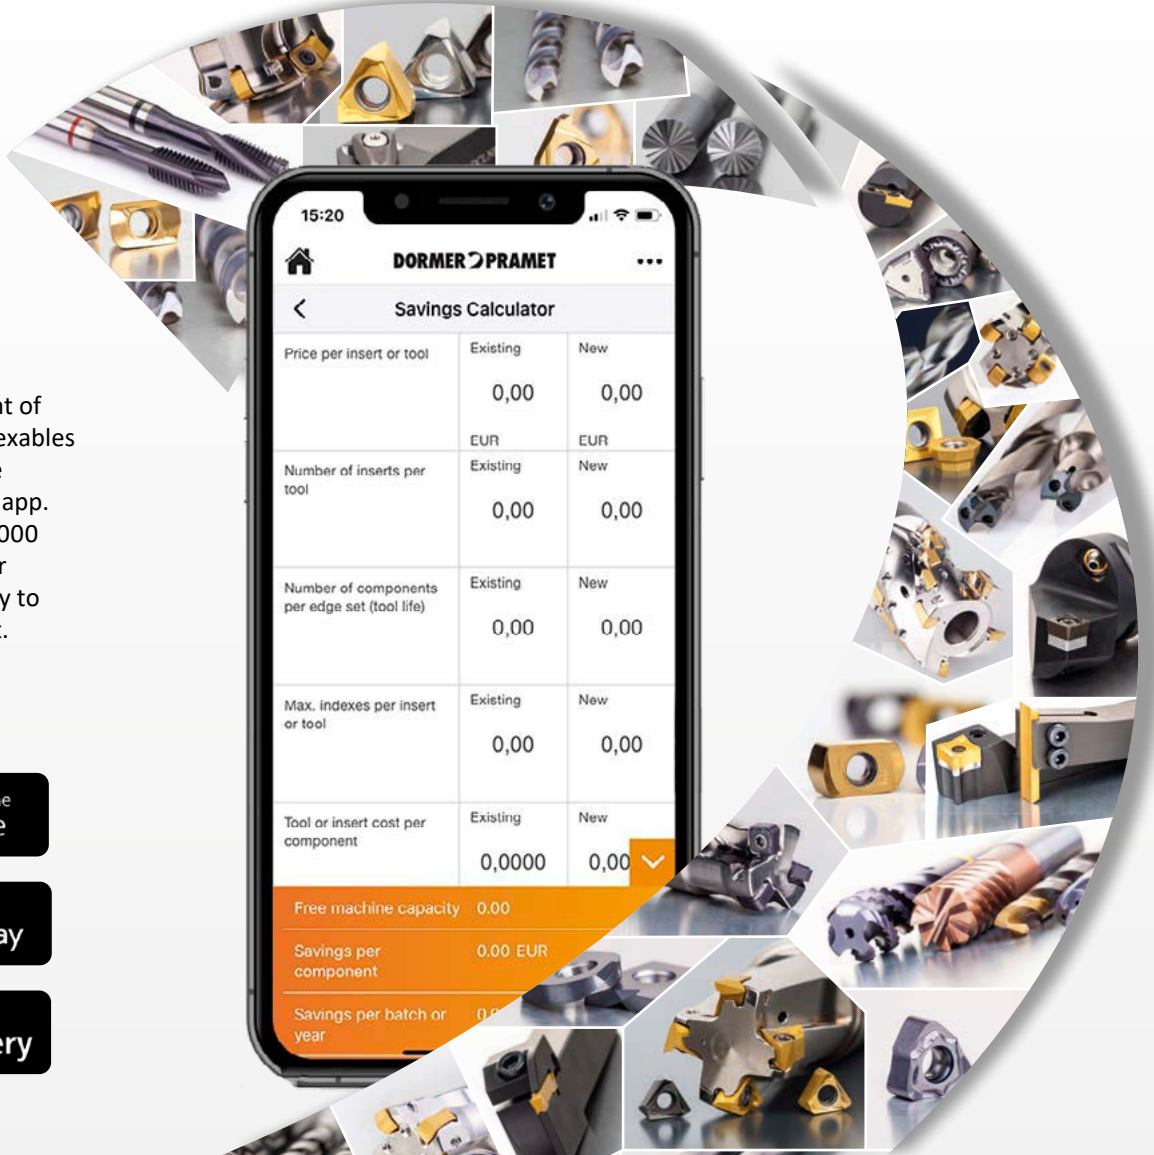 15:20
DORMER PRAMET
Savings Calculator
Price per insert or tool
Existing
New
0,00
0,00
EUR
EUR
Number of inserts per
tool
Existing
New
0,00
0,00
Number of components
per edge set (tool life)
Existing
New
0,00
0,00
Max. indexes per insert
or tool
Existing
New
0,00
0,00
Tool or insert cost per
component
Existing
New
0,0000
0,00
Free machine capacity 0.00
Savings per
component
0.00 EUR
Savings per batch or
year
nt of
exables
e
app.
000
r
y to
t.
ne
e
ay
ery